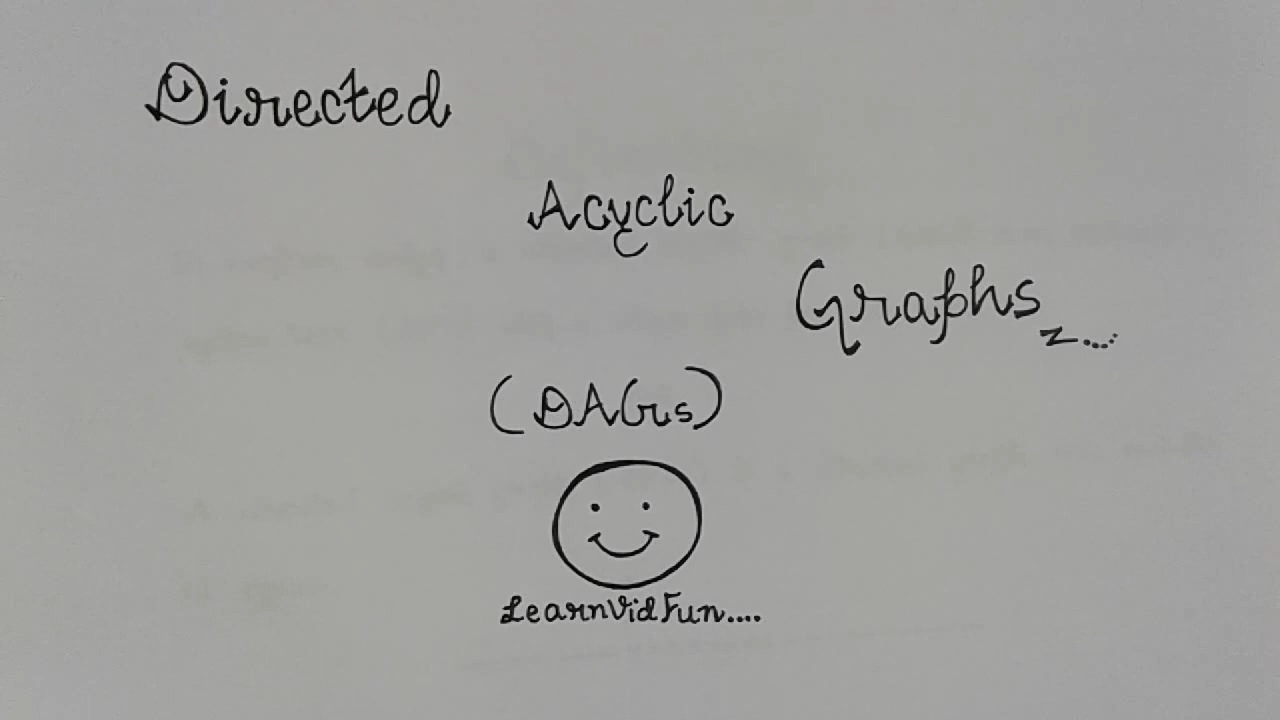 Directed
Acyclic
Graphs
(DAGs)
LearnVidFun....